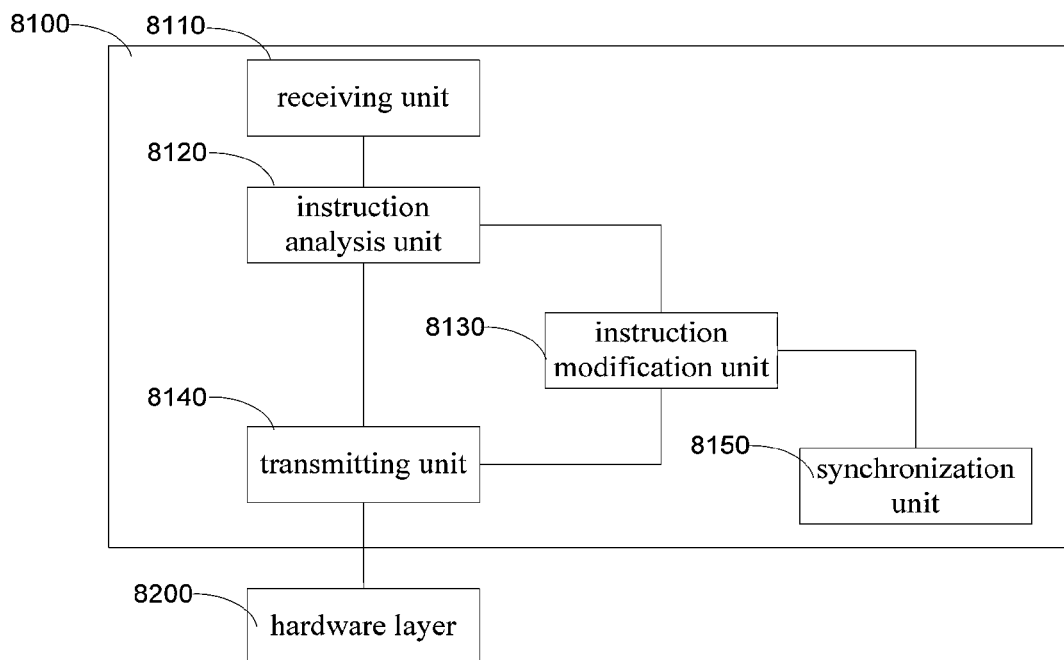 8100
8110
receiving unit
8120
instruction
analysis unit
8130
instruction
modification unit
8140
transmitting unit
8150
synchronization
unit
8200
hardware layer